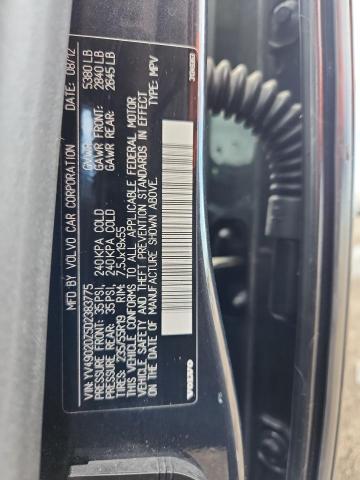 MFD BY VOLVO CAR CORPORATION DATE: 08/12
GVWR 5380 LB
GAWR FRONT: 2840 LB
GAWR REAR: 2645 LB
VIN: YV4902DZ5D2383775
PRESSURE FRONT: 35 PSI, 240 KPA COLD
PRESSURE REAR: 35 PSI, 240 KPA COLD
TIRES: 235/55R19 RIM: 7,5Jx19x55
VEHICLE CONFORMS TO ALL APPLICABLE FEDERAL MOTOR
VEHICLE SAFETY AND THEFT PREVENTION STANDARDS IN EFFECT
ON THE DATE OF MANUFACTURE SHOWN ABOVE.
TYPE: MPV
VOLVO